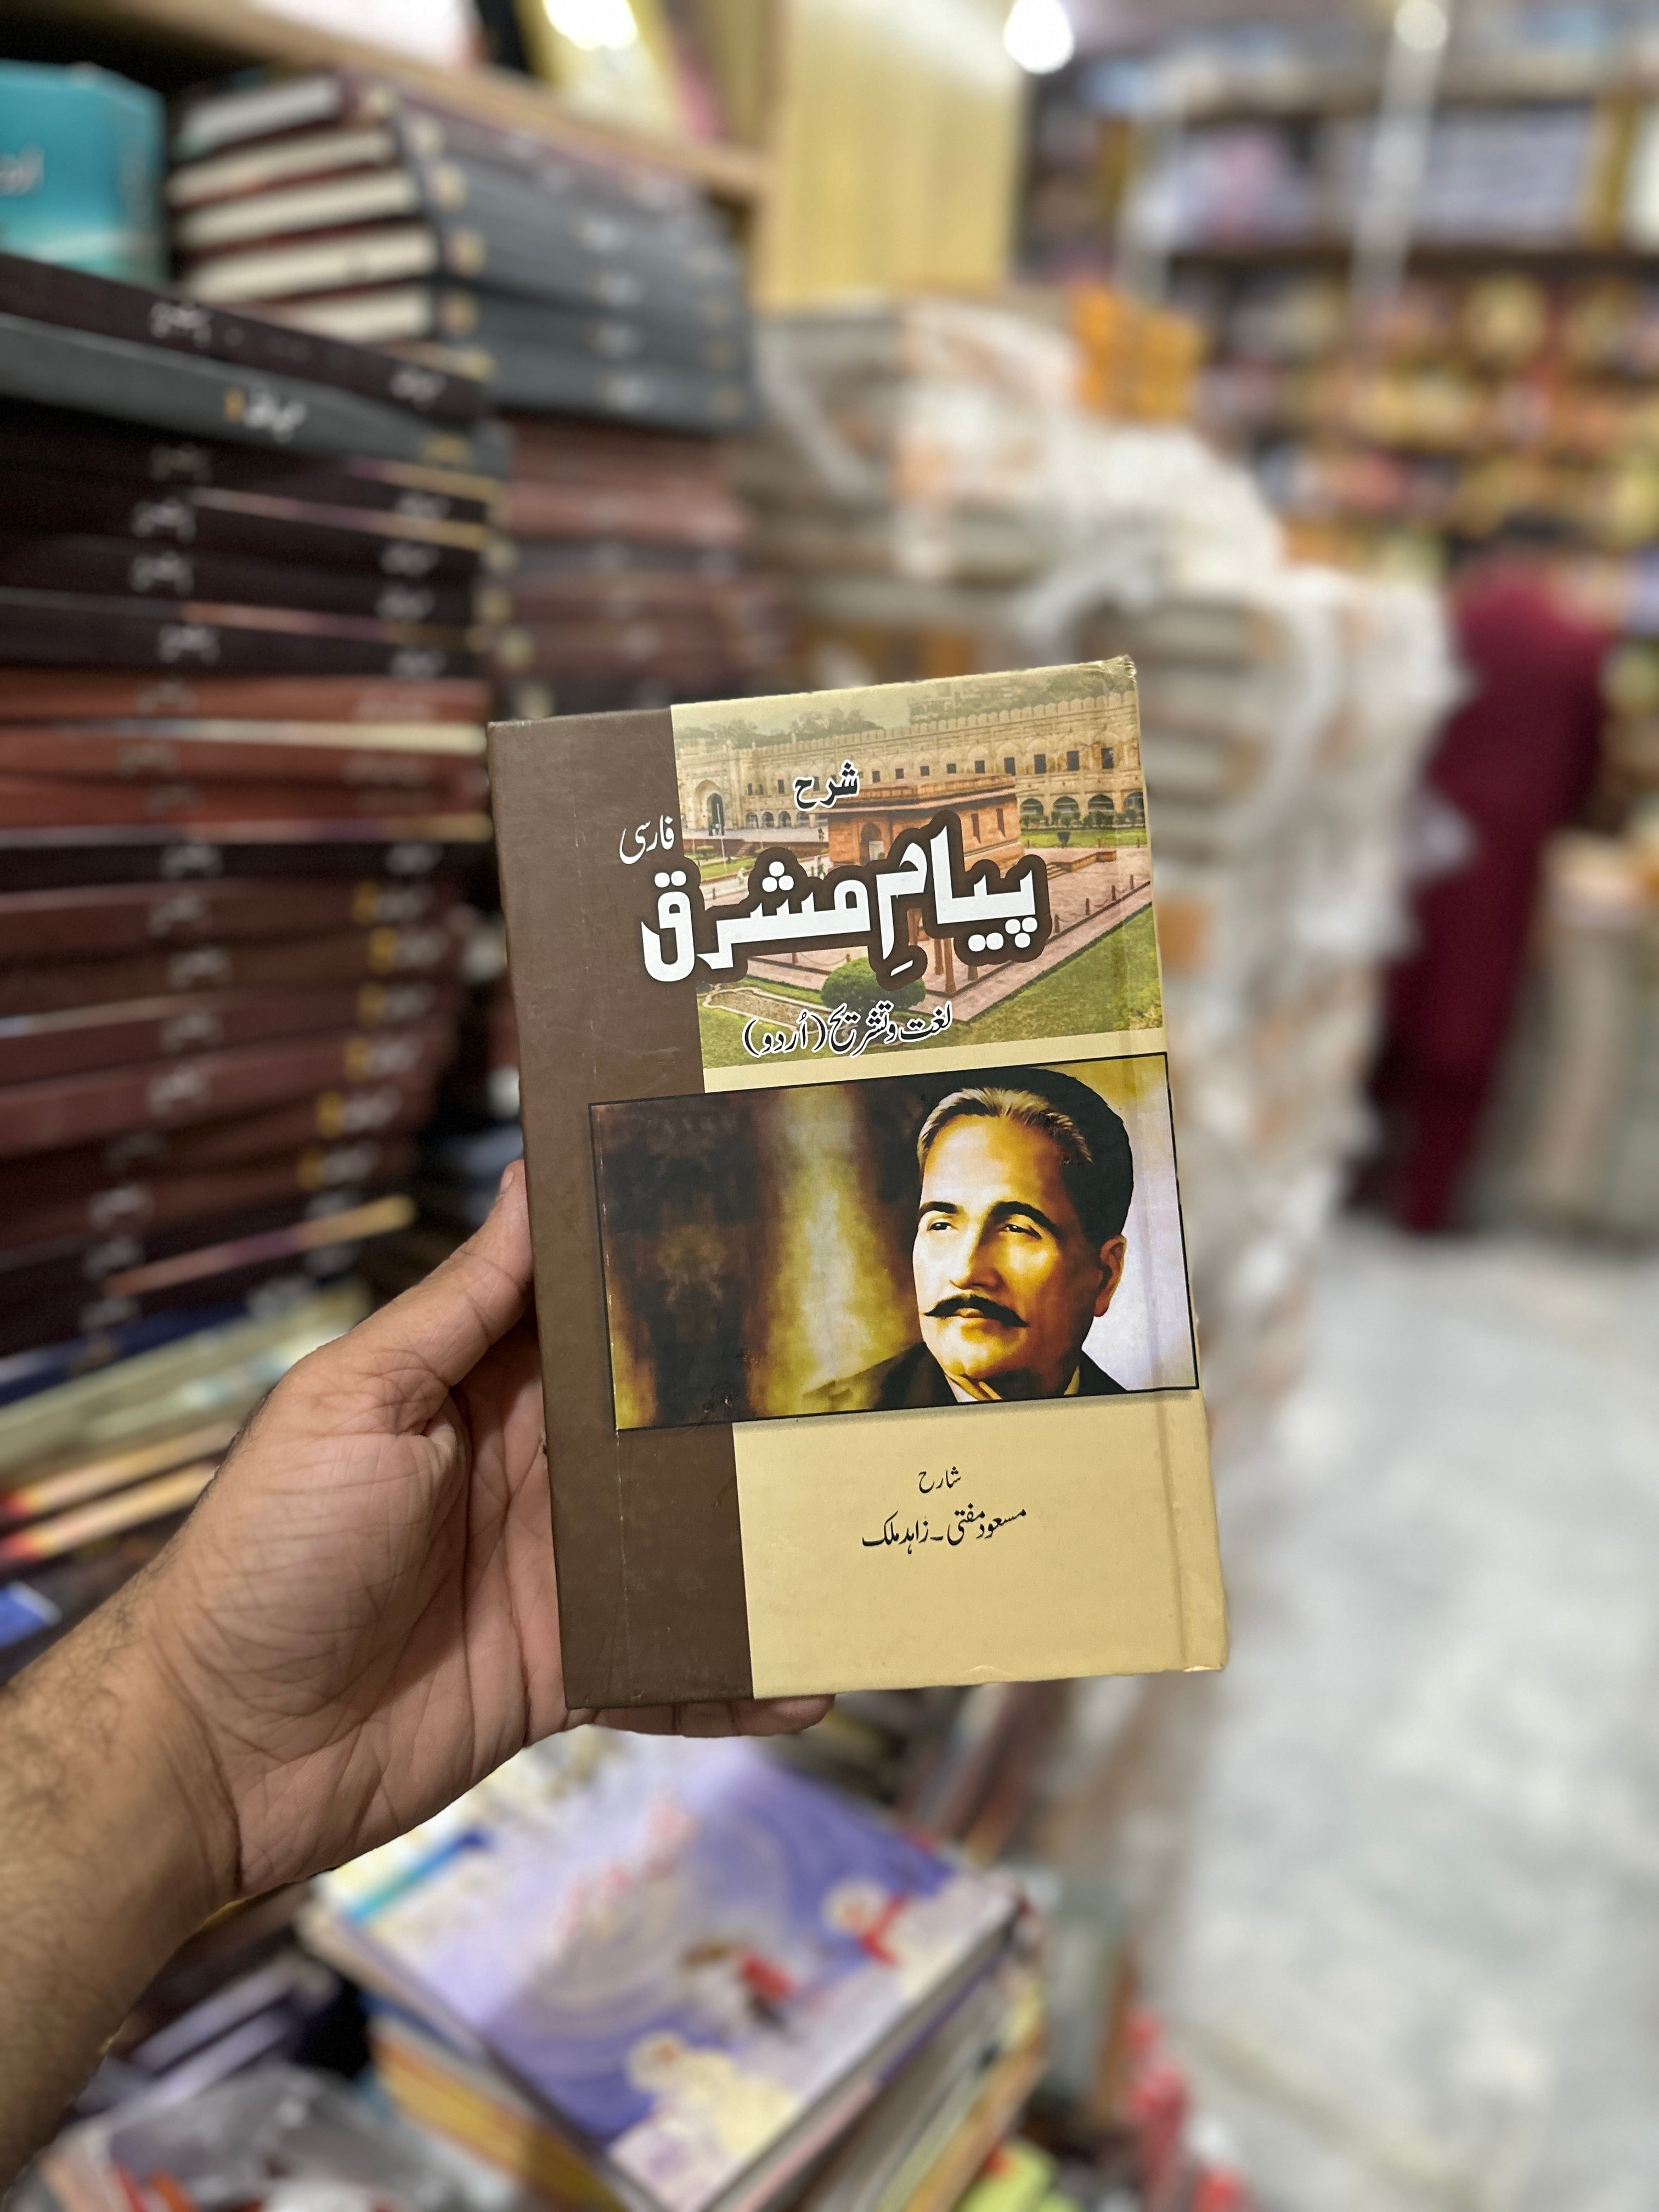 شرح
فارسی
پیامِ مشرق
لغت و تشریح (اُردو)
شارح
مسعود مفتی ۔ زاہد ملک